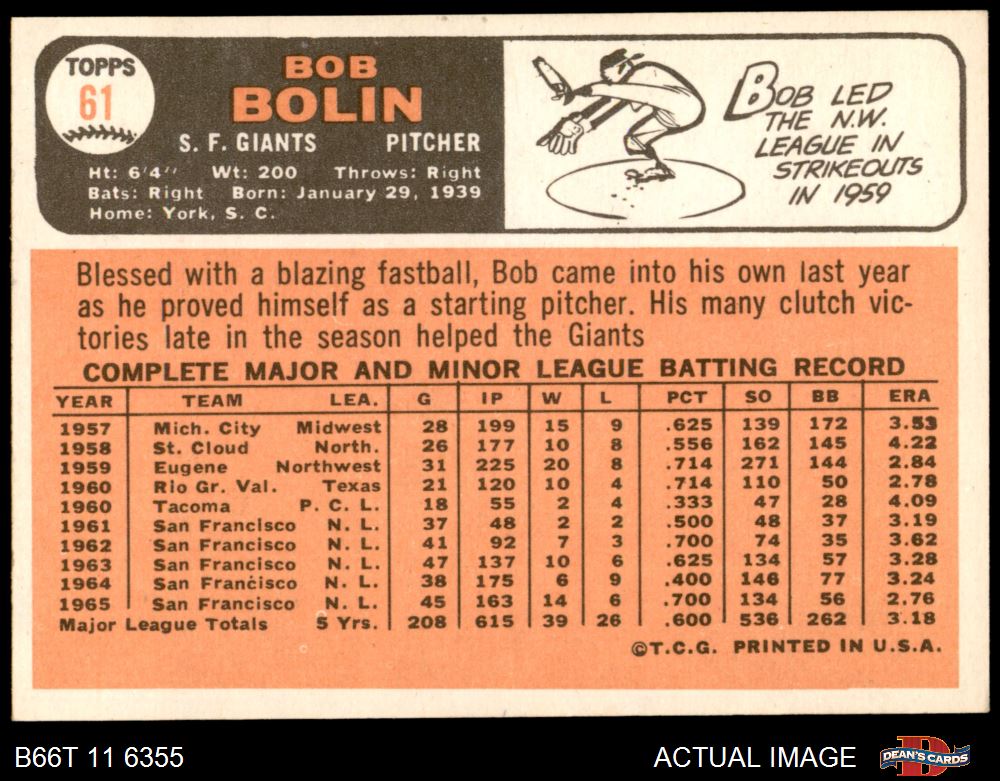 TOPPS
61
BOB
BOLIN
S. F. GIANTS PITCHER
Ht: 6'4" Wt: 200 Throws: Right
Bats: Right Born: January 29, 1939
Home: York, S. C.
BOB LED
THE N.W.
LEAGUE IN
STRIKEOUTS
IN 1959
Blessed with a blazing fastball, Bob came into his own last year
as he proved himself as a starting pitcher. His many clutch vic-
tories late in the season helped the Giants
COMPLETE MAJOR AND MINOR LEAGUE BATTING RECORD
YEAR TEAM LEA. G IP W L PCT SO BB ERA
1957 Mich. City Midwest 28 199 15 9 .625 139 172 3.53
1958 St. Cloud North. 26 177 10 8 .556 162 145 4.22
1959 Eugene Northwest 31 225 20 8 .714 271 144 2.84
1960 Rio Gr. Val. Texas 21 120 10 4 .714 110 50 2.78
1960 Tacoma P. C. L. 18 55 2 4 .333 47 28 4.09
1961 San Francisco N. L. 37 48 2 2 .500 48 37 3.19
1962 San Francisco N. L. 41 92 7 3 .700 74 35 3.62
1963 San Francisco N. L. 47 137 10 6 .625 134 57 3.28
1964 San Francisco N. L. 38 175 6 9 .400 146 77 3.24
1965 San Francisco N. L. 45 163 14 6 .700 134 56 2.76
Major League Totals 5 Yrs. 208 615 39 26 .600 536 262 3.18
©T.C.G. PRINTED IN U.S.A.
B66T 11 6355 ACTUAL IMAGE DEAN'S CARDS